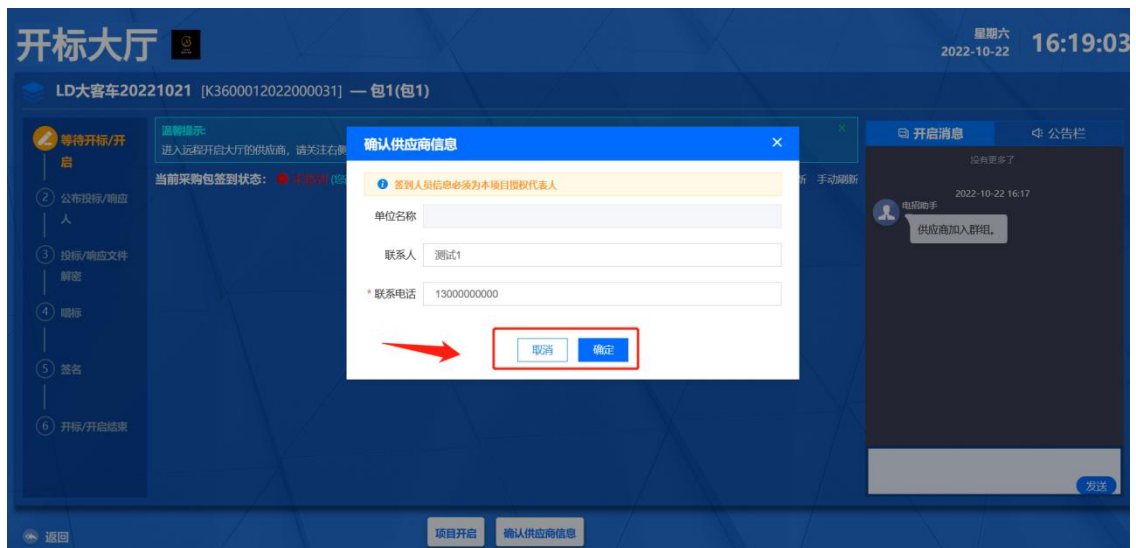 开标大厅
星期六
2022-10-22
16:19:03
LD大客车20221021 [K3600012022000031] — 包1(包1)
等待开标/开
启
2 公布投标/响应
人
3 投标/响应文件
解密
4 唱标
5 签名
6 开标/开启结束
温馨提示:
进入远程开启大厅的供应商，请关注右侧
当前采购包签到状态：
手动刷新
确认供应商信息
签到人员信息必须为本项目授权代表人
单位名称
联系人 测试1
* 联系电话 13000000000
取消 确定
开启消息 公告栏
没有更多了
2022-10-22 16:17
电招助手
供应商加入群组。
发送
返回
项目开启 确认供应商信息